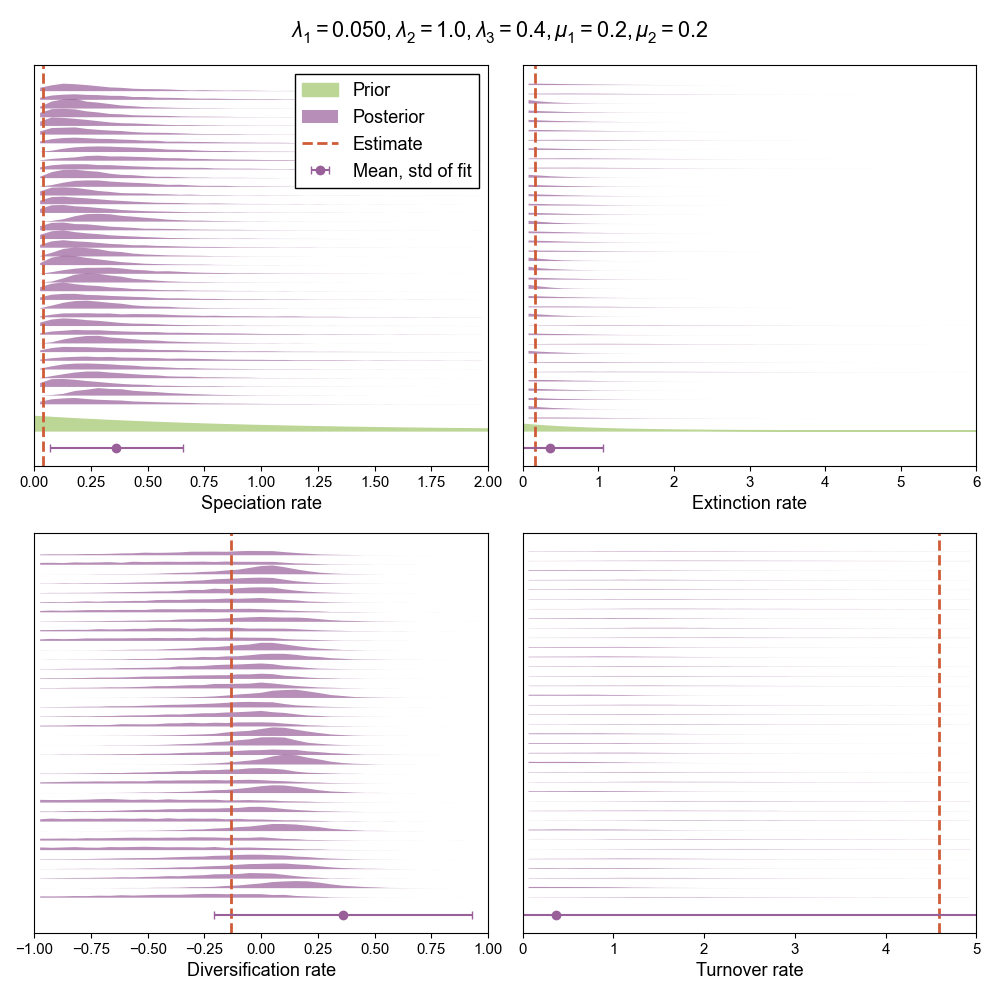 λ₁ = 0.050, λ₂ = 1.0, λ₃ = 0.4, μ₁ = 0.2, μ₂ = 0.2
Prior
Posterior
Estimate
Mean, std of fit
0.00 0.25 0.50 0.75 1.00 1.25 1.50 1.75 2.00
Speciation rate
0 1 2 3 4 5 6
Extinction rate
−1.00 −0.75 −0.50 −0.25 0.00 0.25 0.50 0.75 1.00
Diversification rate
0 1 2 3 4 5
Turnover rate